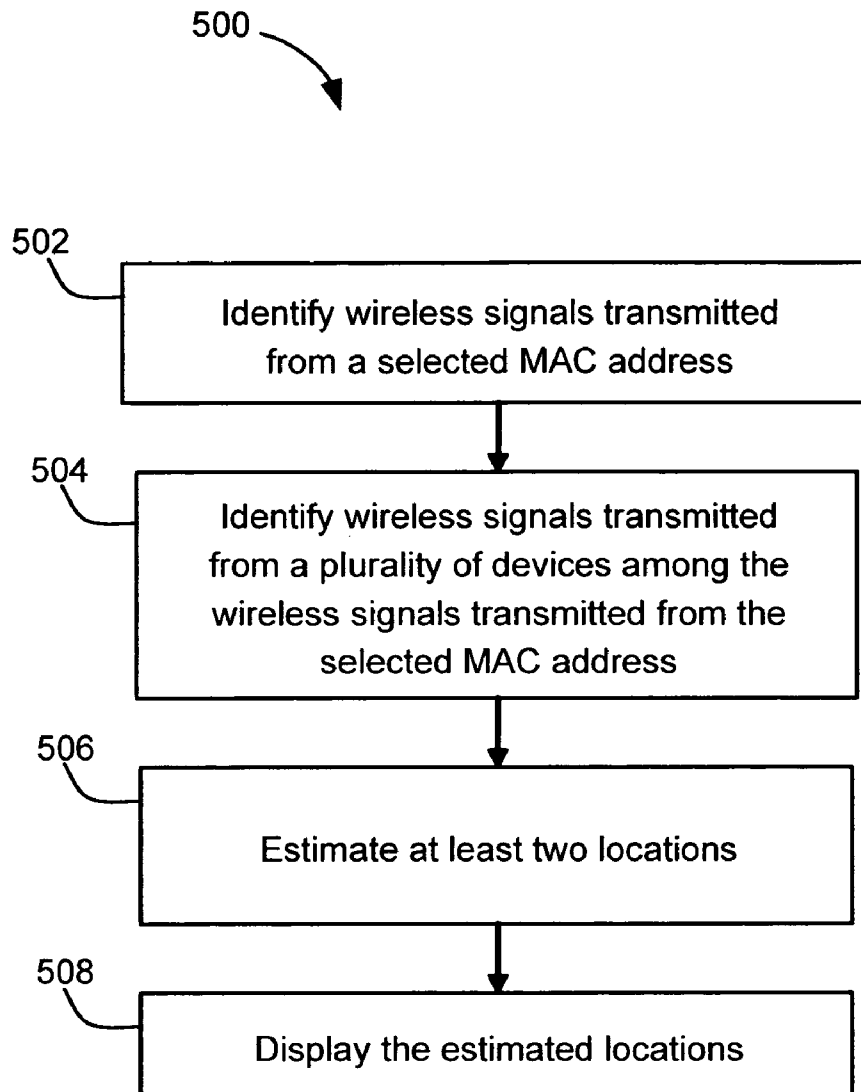 500
502
Identify wireless signals transmitted
from a selected MAC address
504
Identify wireless signals transmitted
from a plurality of devices among the
wireless signals transmitted from the
selected MAC address
506
Estimate at least two locations
508
Display the estimated locations